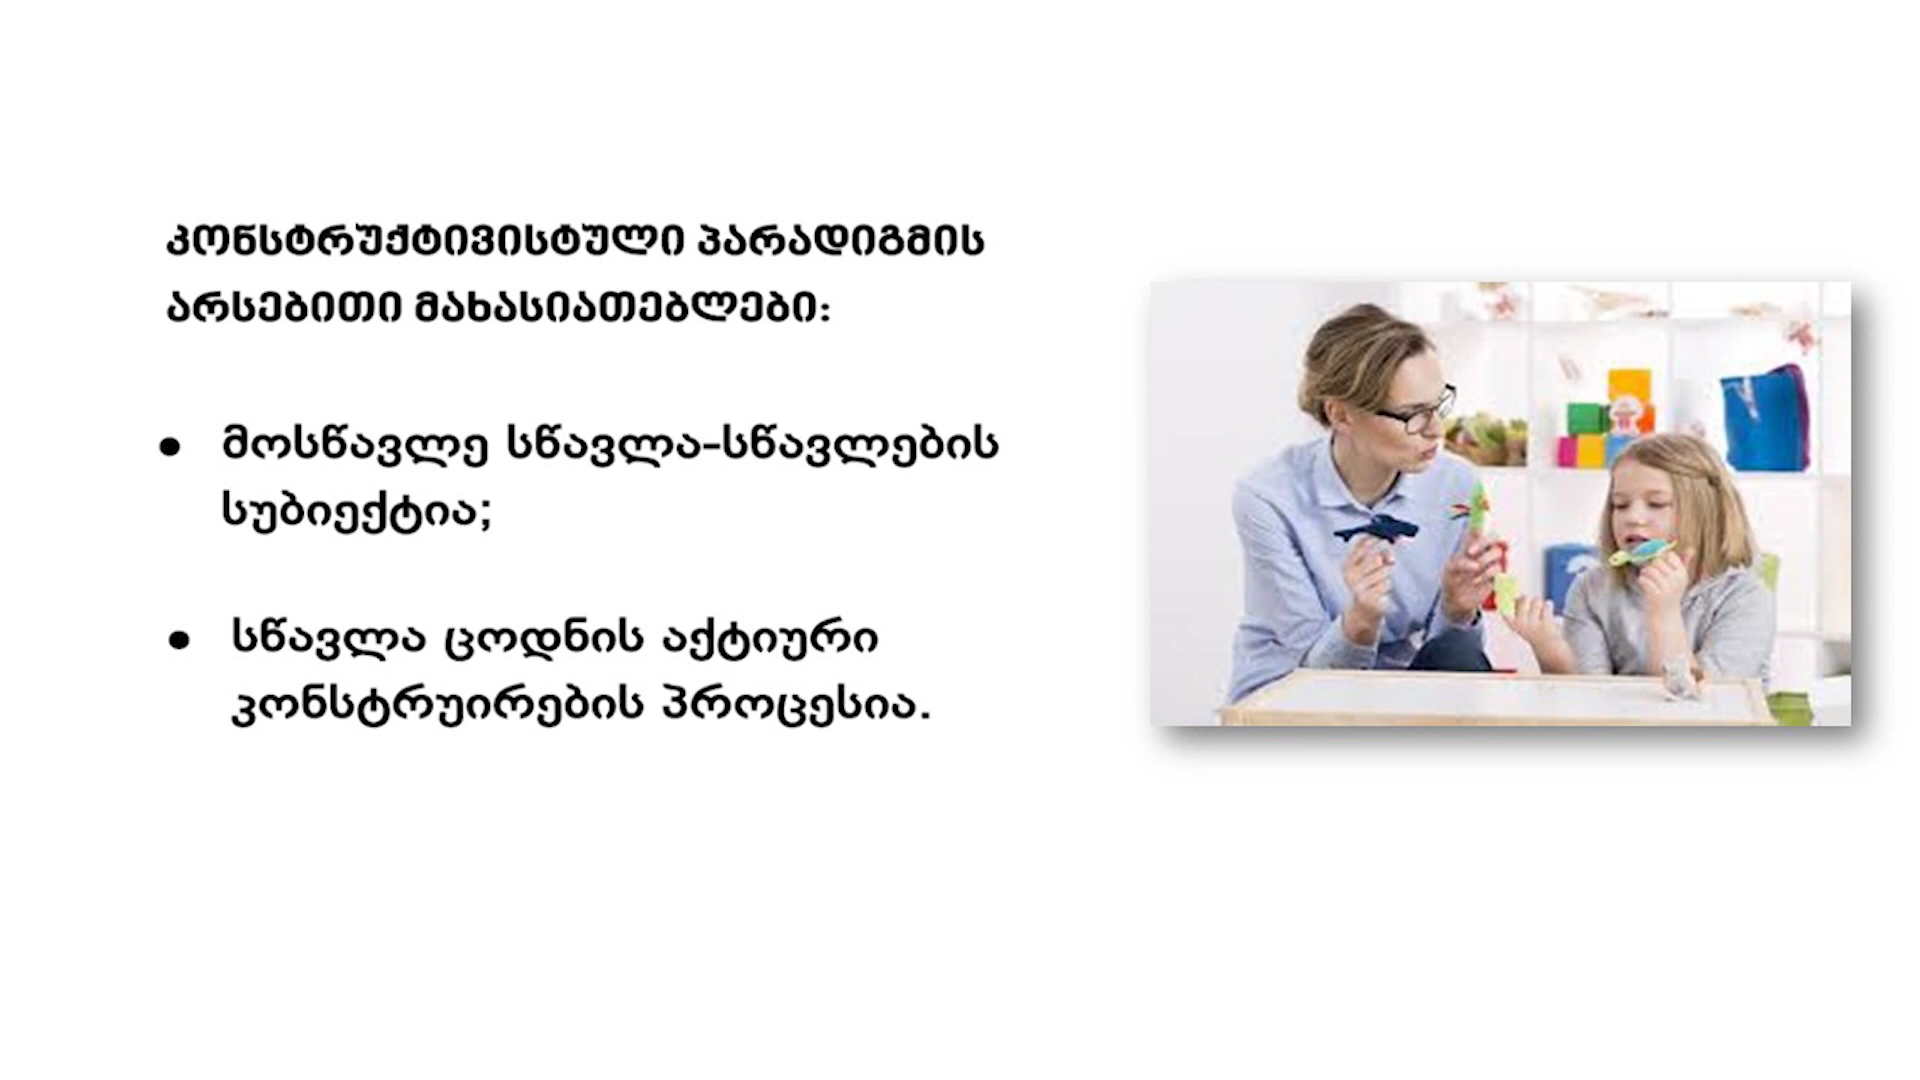 კონსტრუქტივისტული პარადიგმის
არსებითი მახასიათებლები:
• მოსწავლე სწავლა-სწავლების
სუბიექტია;
• სწავლა ცოდნის აქტიური
კონსტრუირების პროცესია.